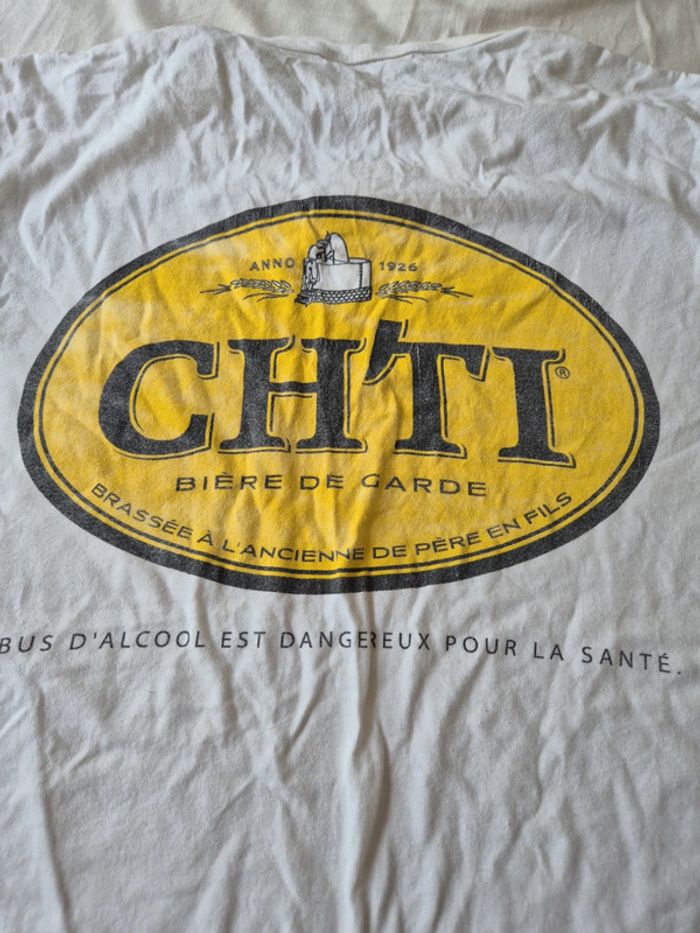 ANNO 1926
CH'TI®
BIÈRE DE GARDE
BRASSÉE À L'ANCIENNE DE PÈRE EN FILS
BUS D'ALCOOL EST DANGEREUX POUR LA SANTÉ.